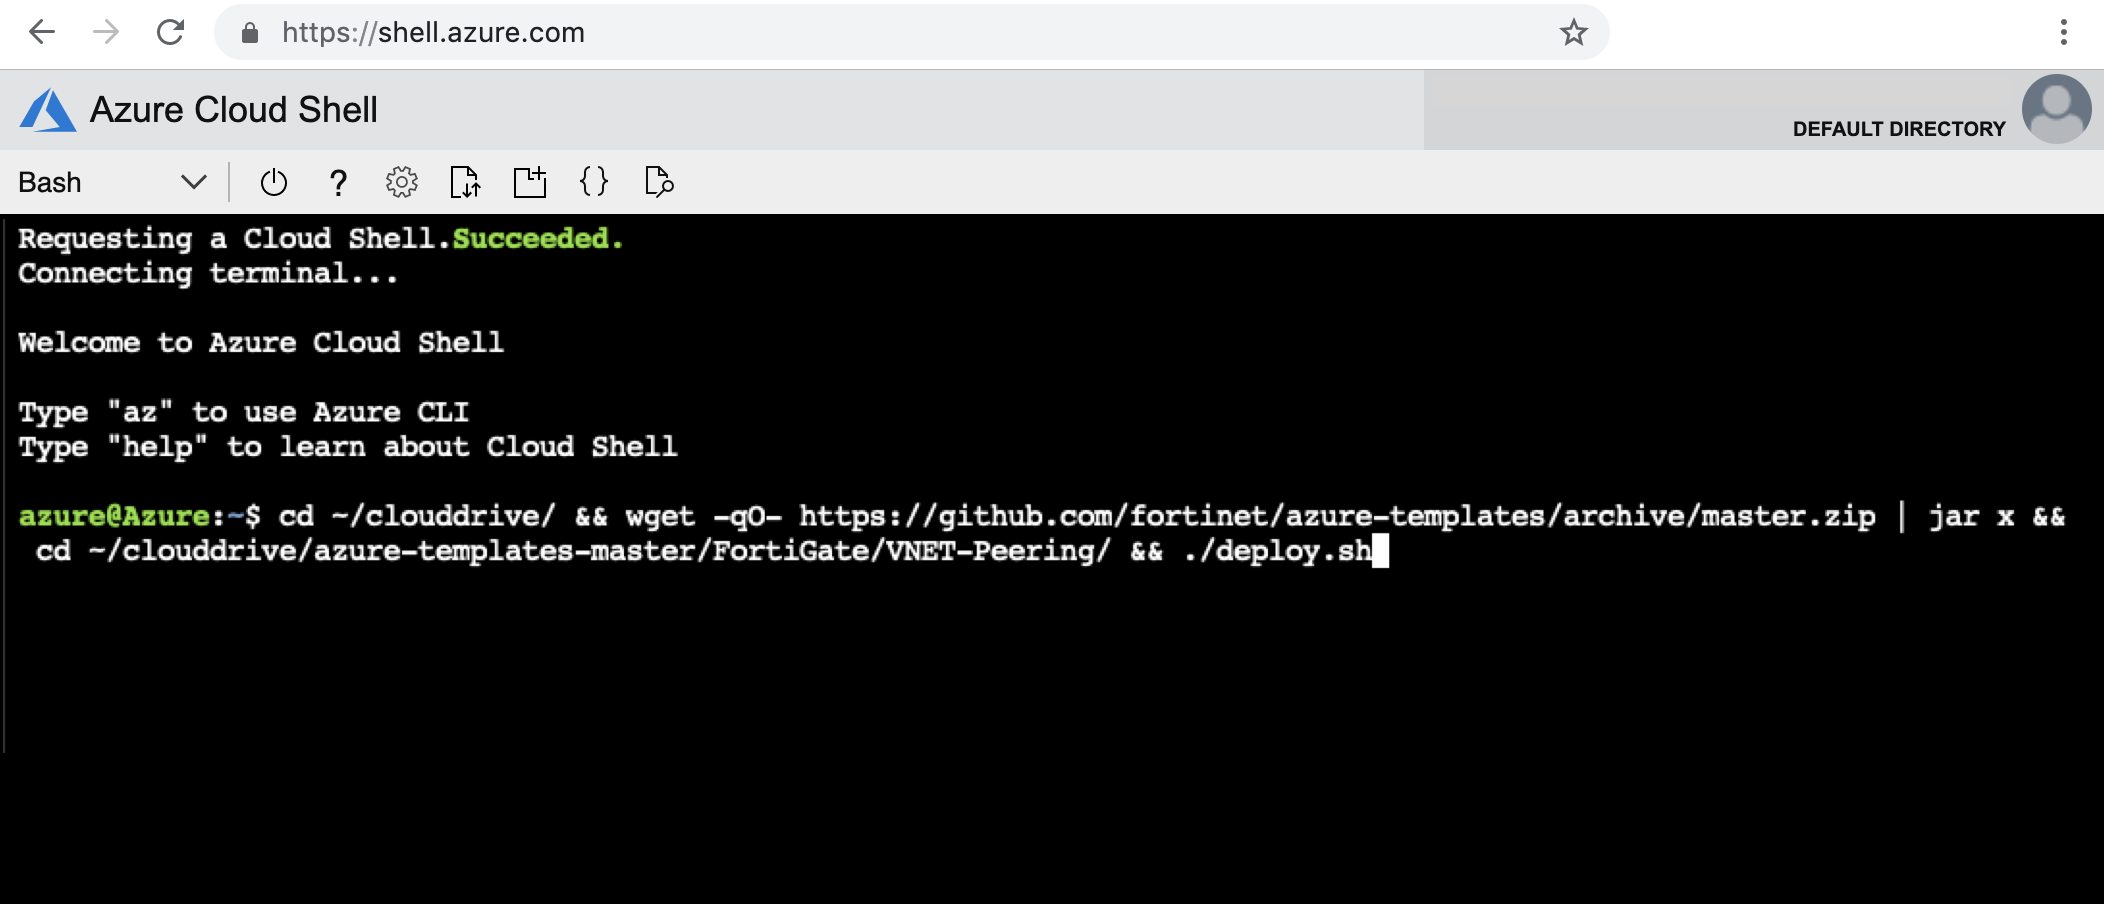 https://shell.azure.com
Azure Cloud Shell
DEFAULT DIRECTORY
Bash
?
{}
Requesting a Cloud Shell.Succeeded.
Connecting terminal...
Welcome to Azure Cloud Shell
Type "az" to use Azure CLI
Type "help" to learn about Cloud Shell
azure@Azure:~$ cd ~/clouddrive/ && wget -qO- https://github.com/fortinet/azure-templates/archive/master.zip | jar x &&
cd ~/clouddrive/azure-templates-master/FortiGate/VNET-Peering/ && ./deploy.sh